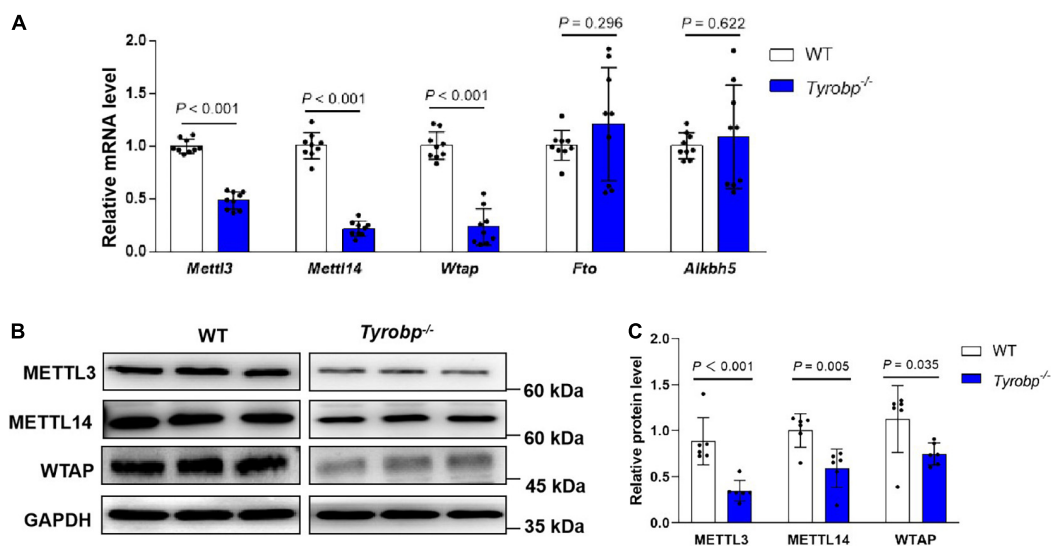 A
P = 0.296
P = 0.622
2.0
WT
Tyrobp-/-
P < 0.001
P < 0.001
P < 0.001
1.5
1.0
0.5
0.0
Relative mRNA level
Mettl3
Mettl14
Wtap
Fto
Alkbh5
B
WT
Tyrobp-/-
METTL3
60 kDa
METTL14
60 kDa
WTAP
45 kDa
GAPDH
35 kDa
C
WT
Tyrobp-/-
2.0
P < 0.001
P = 0.005
P = 0.035
1.5
1.0
0.5
0.0
Relative protein level
METTL3
METTL14
WTAP